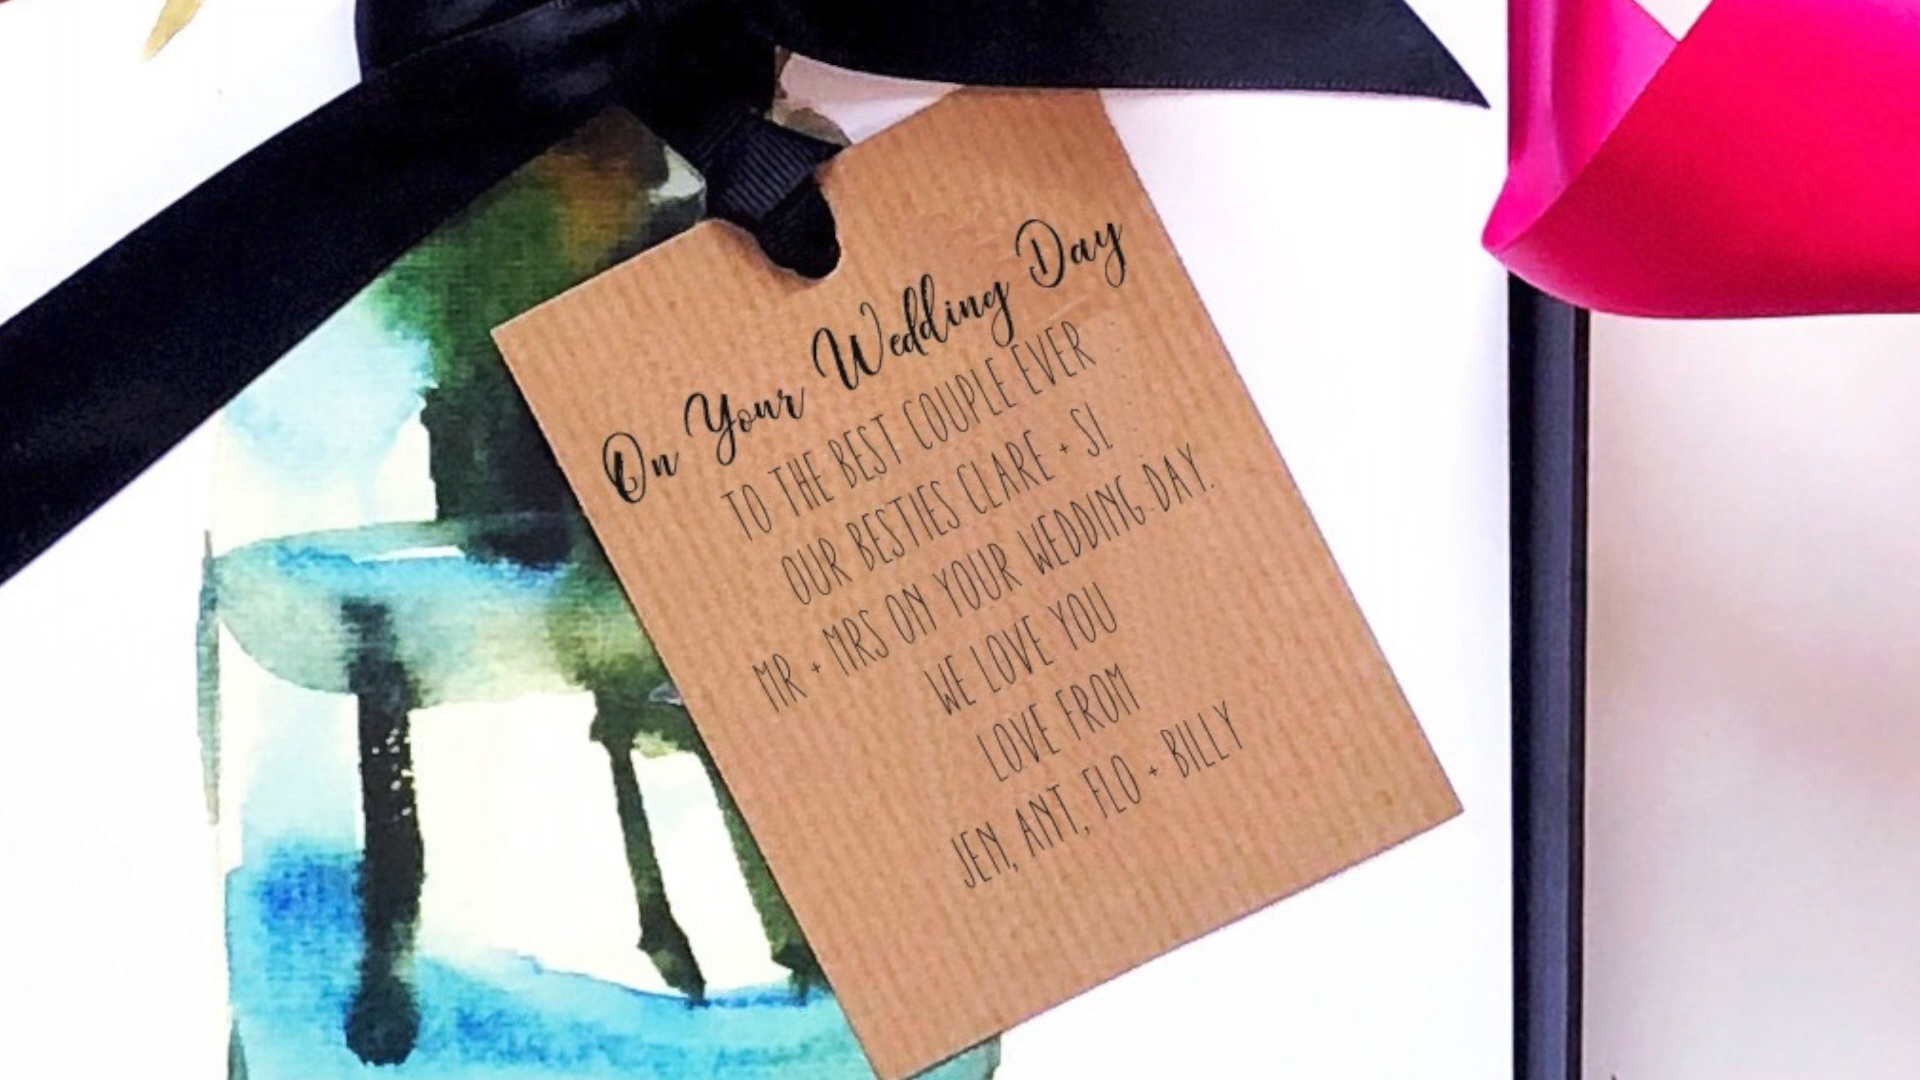 On Your Wedding Day
TO THE BEST COUPLE EVER
OUR BESTIES CLARE + SI.
MR + MRS ON YOUR WEDDING DAY.
WE LOVE YOU
LOVE FROM
JEN, ANT, FLO + BILLY